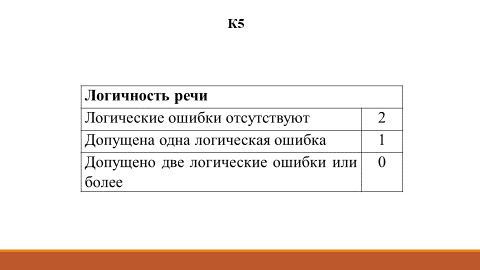 К5
Логичность речи
Логические ошибки отсутствуют 2
Допущена одна логическая ошибка 1
Допущено две логические ошибки или 0
более